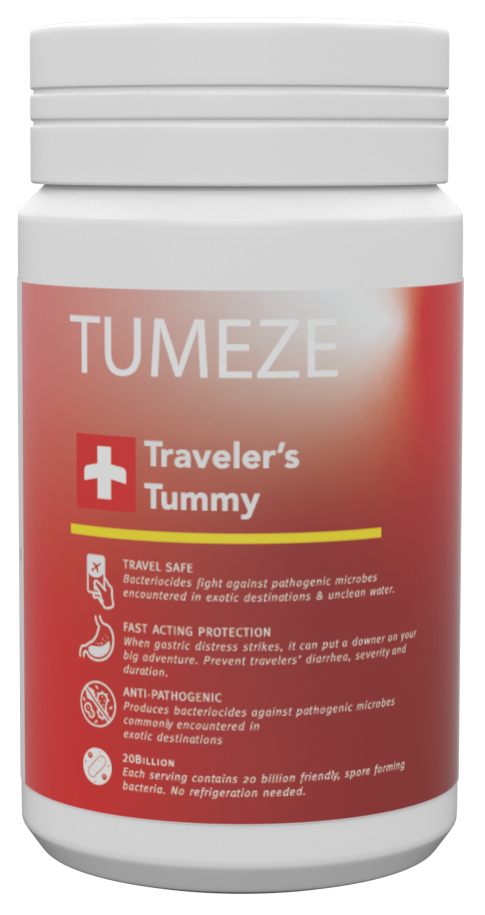 TUMEZE
Traveler's
Tummy
TRAVEL SAFE
Bacteriocides fight against pathogenic microbes
encountered in exotic destinations & unclean water.
FAST ACTING PROTECTION
When gastric distress strikes, it can put a downer on your
big adventure. Prevent travelers' diarrhea, severity and
duration.
ANTI-PATHOGENIC
Produces bacteriocides against pathogenic microbes
commonly encountered in
exotic destinations
20BILLION
Each serving contains 20 billion friendly, spore forming
bacteria. No refrigeration needed.